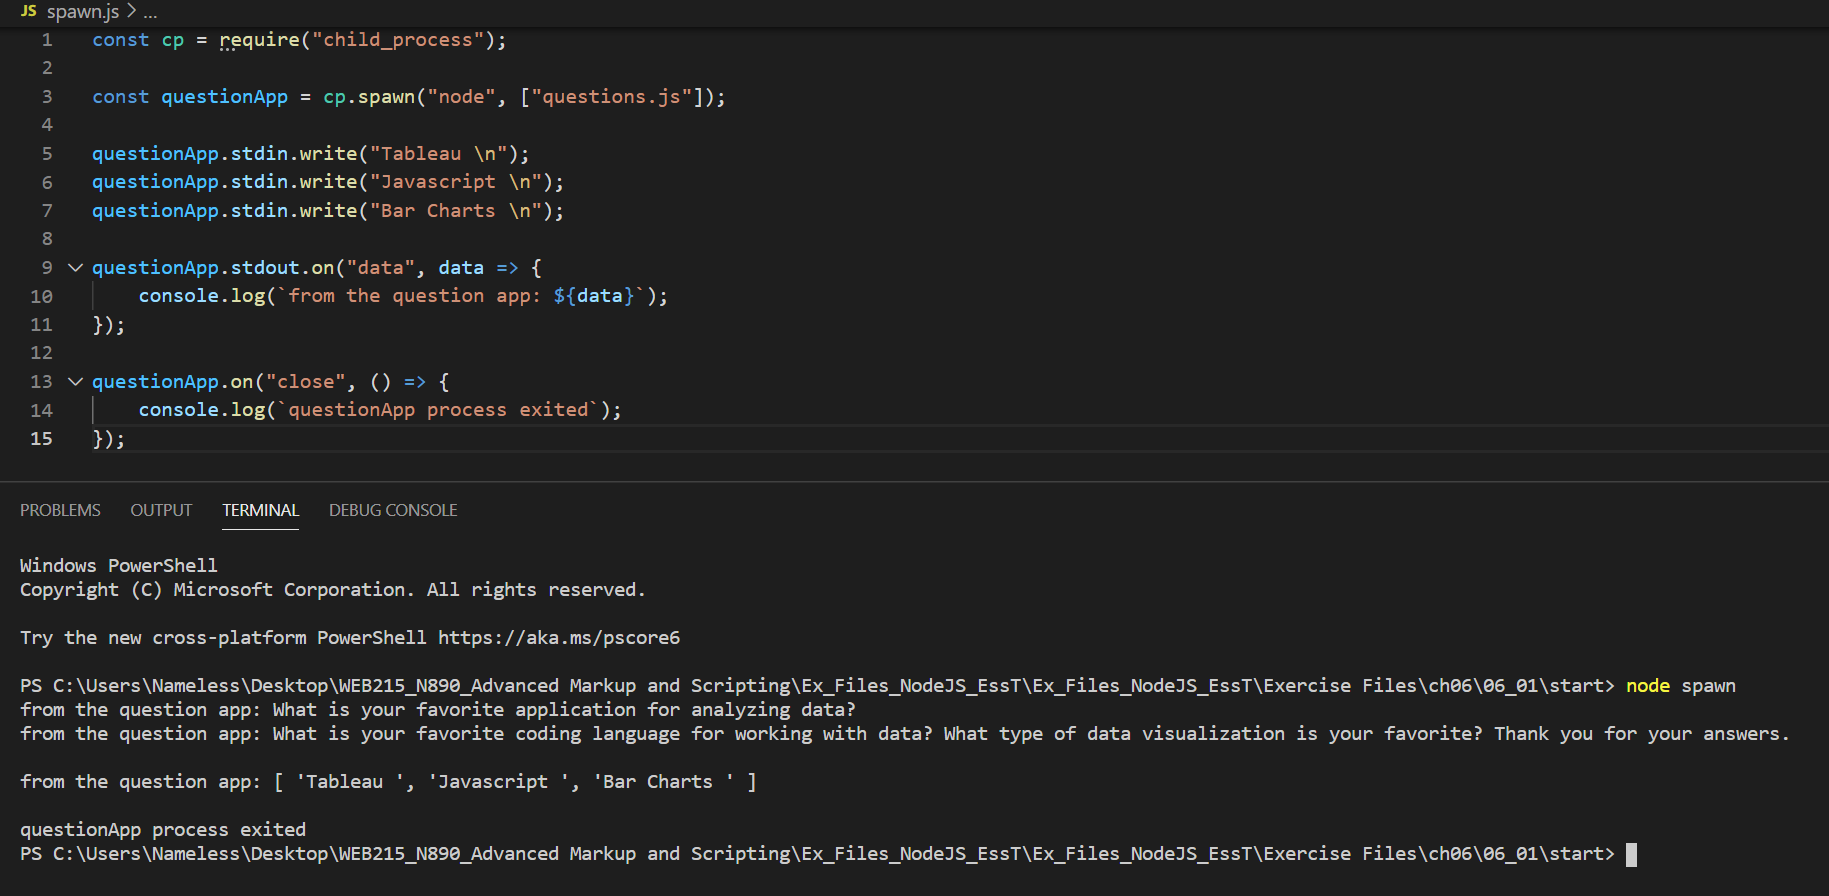 JS spawn.js > ...
1 const cp = require("child_process");
2
3 const questionApp = cp.spawn("node", ["questions.js"]);
4
5 questionApp.stdin.write("Tableau \n");
6 questionApp.stdin.write("Javascript \n");
7 questionApp.stdin.write("Bar Charts \n");
8
9 questionApp.stdout.on("data", data => {
10 console.log(`from the question app: ${data}`);
11 });
12
13 questionApp.on("close", () => {
14 console.log(`questionApp process exited`);
15 });
PROBLEMS OUTPUT TERMINAL DEBUG CONSOLE
Windows PowerShell
Copyright (C) Microsoft Corporation. All rights reserved.
Try the new cross-platform PowerShell https://aka.ms/pscore6
PS C:\Users\Nameless\Desktop\WEB215_N890_Advanced Markup and Scripting\Ex_Files_NodeJS_EssT\Ex_Files_NodeJS_EssT\Exercise Files\ch06\06_01\start> node spawn
from the question app: What is your favorite application for analyzing data?
from the question app: What is your favorite coding language for working with data? What type of data visualization is your favorite? Thank you for your answers.
from the question app: [ 'Tableau ', 'Javascript ', 'Bar Charts ' ]
questionApp process exited
PS C:\Users\Nameless\Desktop\WEB215_N890_Advanced Markup and Scripting\Ex_Files_NodeJS_EssT\Ex_Files_NodeJS_EssT\Exercise Files\ch06\06_01\start>